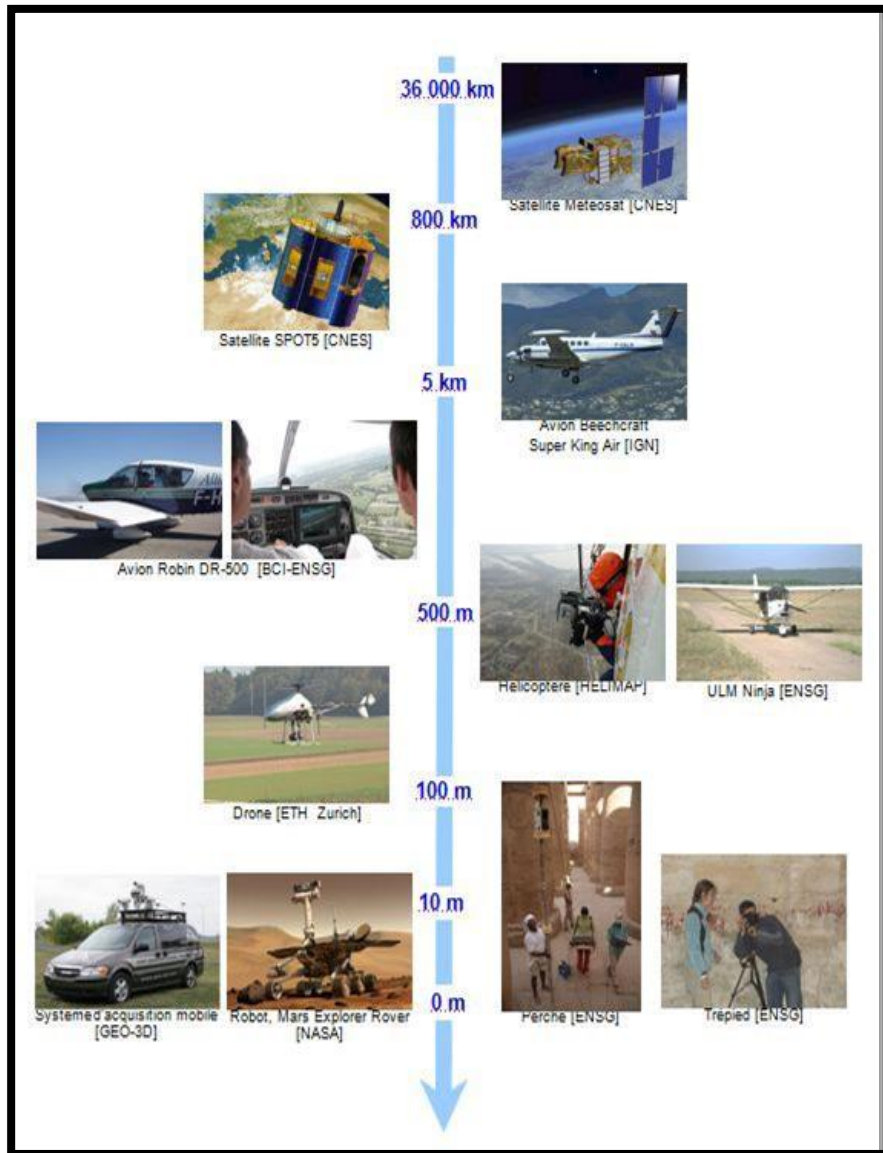 36 000 km
Satellite Meteosat [CNES]
800 km
Satellite SPOT5 [CNES]
5 km
Avion Beechcraft
Super King Air [IGN]
Avion Robin DR-500 [BCI-ENSG]
500 m
Helicoptere [HELIMAP]
ULM Ninja [ENSG]
Drone [ETH Zurich]
100 m
10 m
0 m
Systemed'acquisition mobile
[GEO-3D]
Robot, Mars Explorer Rover
[NASA]
Perche [ENSG]
Trépied [ENSG]